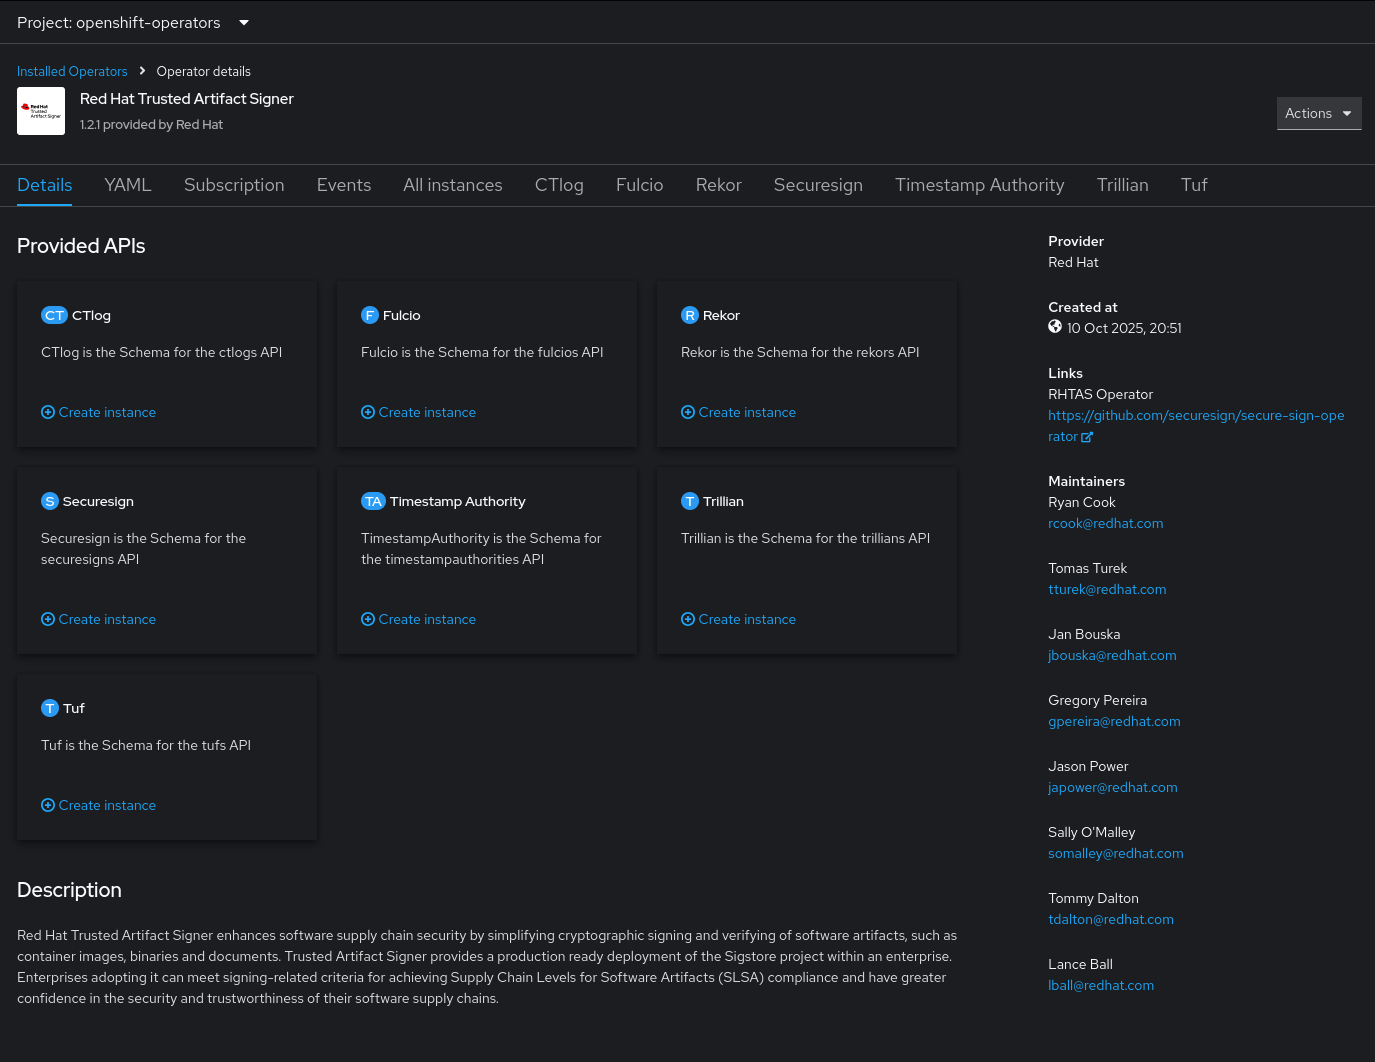 Project: openshift-operators
Installed Operators > Operator details
Red Hat
Trusted
Artifact Signer
Red Hat Trusted Artifact Signer
1.2.1 provided by Red Hat
Actions
Details YAML Subscription Events All instances CTlog Fulcio Rekor Securesign Timestamp Authority Trillian Tuf
Provided APIs
CT CTlog
CTlog is the Schema for the ctlogs API
Create instance
F Fulcio
Fulcio is the Schema for the fulcios API
Create instance
R Rekor
Rekor is the Schema for the rekors API
Create instance
S Securesign
Securesign is the Schema for the
securesigns API
Create instance
TA Timestamp Authority
TimestampAuthority is the Schema for
the timestampauthorities API
Create instance
T Trillian
Trillian is the Schema for the trillians API
Create instance
T Tuf
Tuf is the Schema for the tufs API
Create instance
Description
Red Hat Trusted Artifact Signer enhances software supply chain security by simplifying cryptographic signing and verifying of software artifacts, such as
container images, binaries and documents. Trusted Artifact Signer provides a production ready deployment of the Sigstore project within an enterprise.
Enterprises adopting it can meet signing-related criteria for achieving Supply Chain Levels for Software Artifacts (SLSA) compliance and have greater
confidence in the security and trustworthiness of their software supply chains.
Provider
Red Hat
Created at
10 Oct 2025, 20:51
Links
RHTAS Operator
https://github.com/securesign/secure-sign-ope
rator
Maintainers
Ryan Cook
rcook@redhat.com
Tomas Turek
tturek@redhat.com
Jan Bouska
jbouska@redhat.com
Gregory Pereira
gpereira@redhat.com
Jason Power
japower@redhat.com
Sally O'Malley
somalley@redhat.com
Tommy Dalton
tdalton@redhat.com
Lance Ball
lball@redhat.com